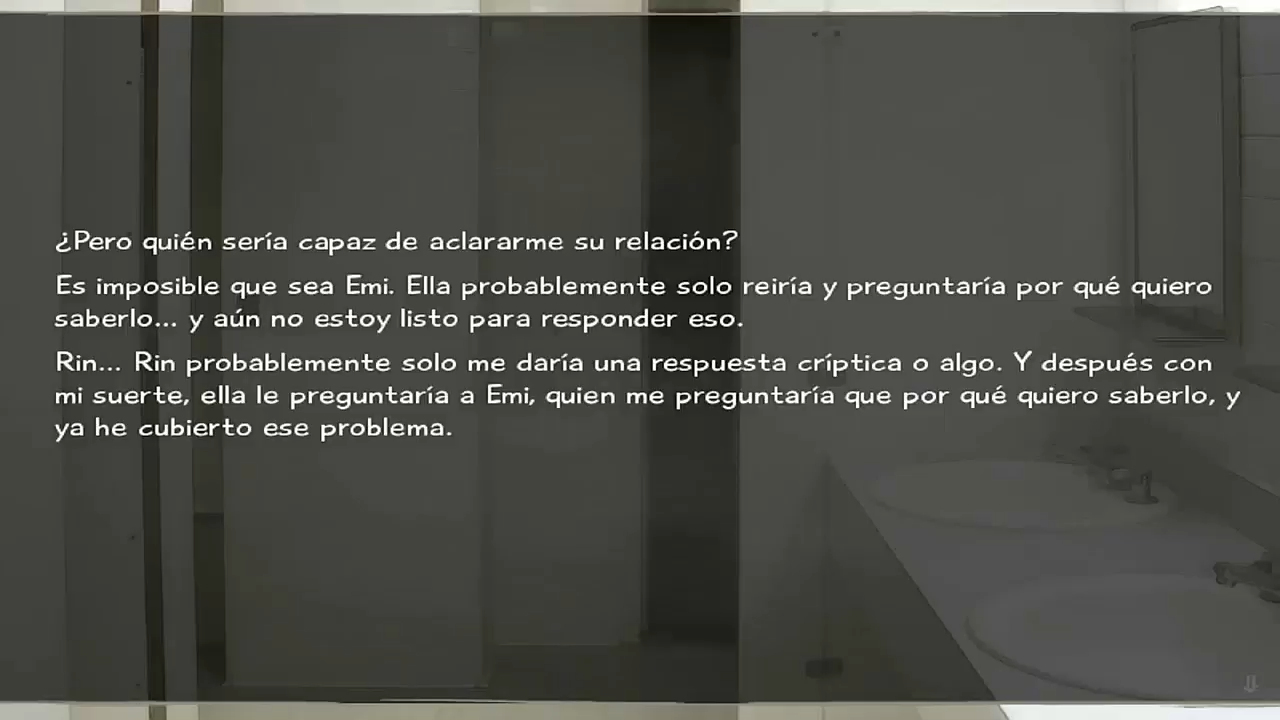 ¿Pero quién sería capaz de aclararme su relación?
Es imposible que sea Emi. Ella probablemente solo reiría y preguntaría por qué quiero
saberlo... y aún no estoy listo para responder eso.
Rin... Rin probablemente solo me daría una respuesta críptica o algo. Y después con
mi suerte, ella le preguntaría a Emi, quien me preguntaría que por qué quiero saberlo, y
ya he cubierto ese problema.